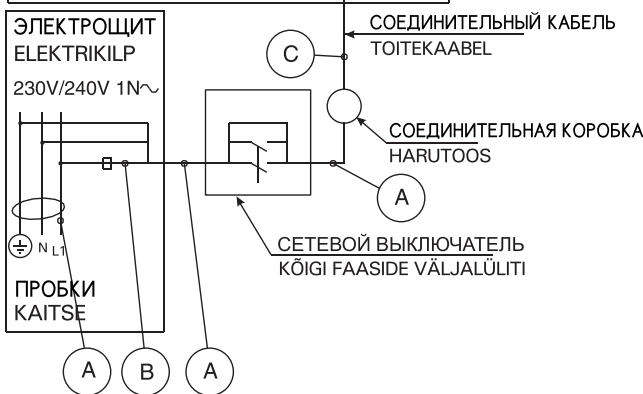 ЭЛЕКТРОЩИТ
ELEKTRIKILP
230V/240V 1N~
СОЕДИНИТЕЛЬНЫЙ КАБЕЛЬ
TOITEKAABEL
C
СОЕДИНИТЕЛЬНАЯ КОРОБКА
HARUTOOS
A
N L1
СЕТЕВОЙ ВЫКЛЮЧАТЕЛЬ
KÕIGI FAASIDE VÄLJALÜLITI
ПРОБКИ
KAITSE
A B A